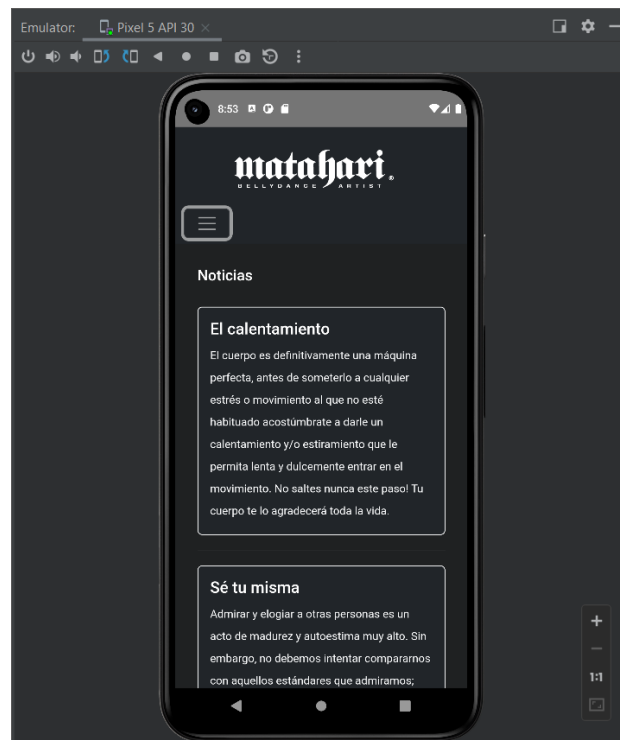 Emulator: Pixel 5 API 30
8:53
matahari®
BELLYDANCE ARTIST
Noticias
El calentamiento
El cuerpo es definitivamente una máquina
perfecta, antes de someterlo a cualquier
estrés o movimiento al que no esté
habituado acostúmbrate a darle un
calentamiento y/o estiramiento que le
permita lenta y dulcemente entrar en el
movimiento. No saltes nunca este paso! Tu
cuerpo te lo agradecerá toda la vida.
Sé tu misma
Admirar y elogiar a otras personas es un
acto de madurez y autoestima muy alto. Sin
embargo, no debemos intentar compararnos
con aquellos estándares que admiramos;
1:1